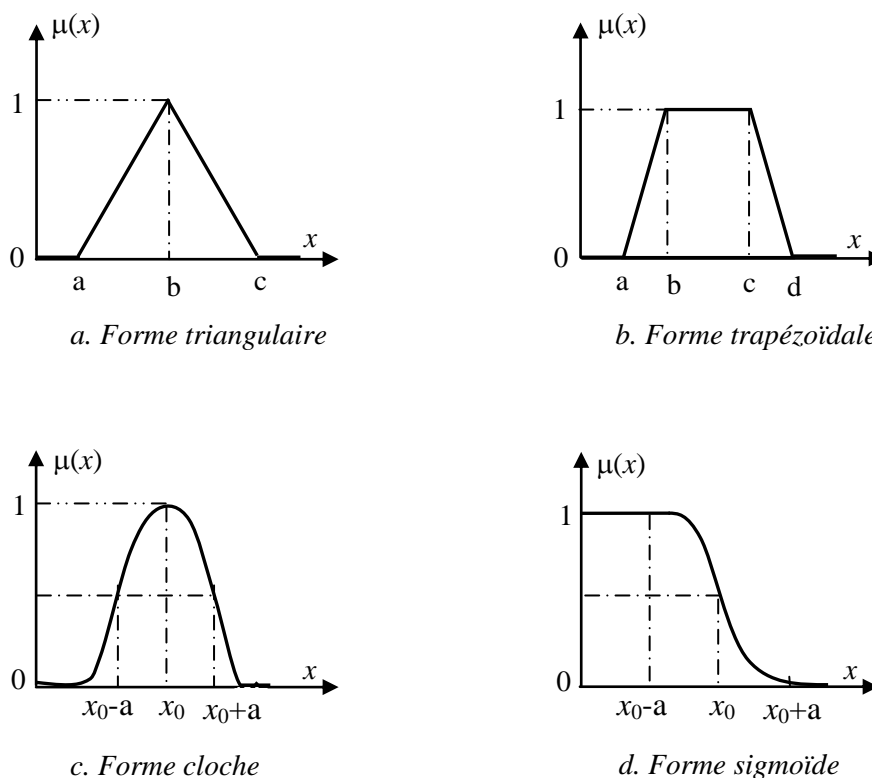 μ(x)
1
0
x
a
b
c
a. Forme triangulaire
μ(x)
1
0
x
a
b
c
d
b. Forme trapézoïdale
μ(x)
1
0
x
x₀-a
x₀
x₀+a
c. Forme cloche
μ(x)
1
0
x
x₀-a
x₀
x₀+a
d. Forme sigmoïde